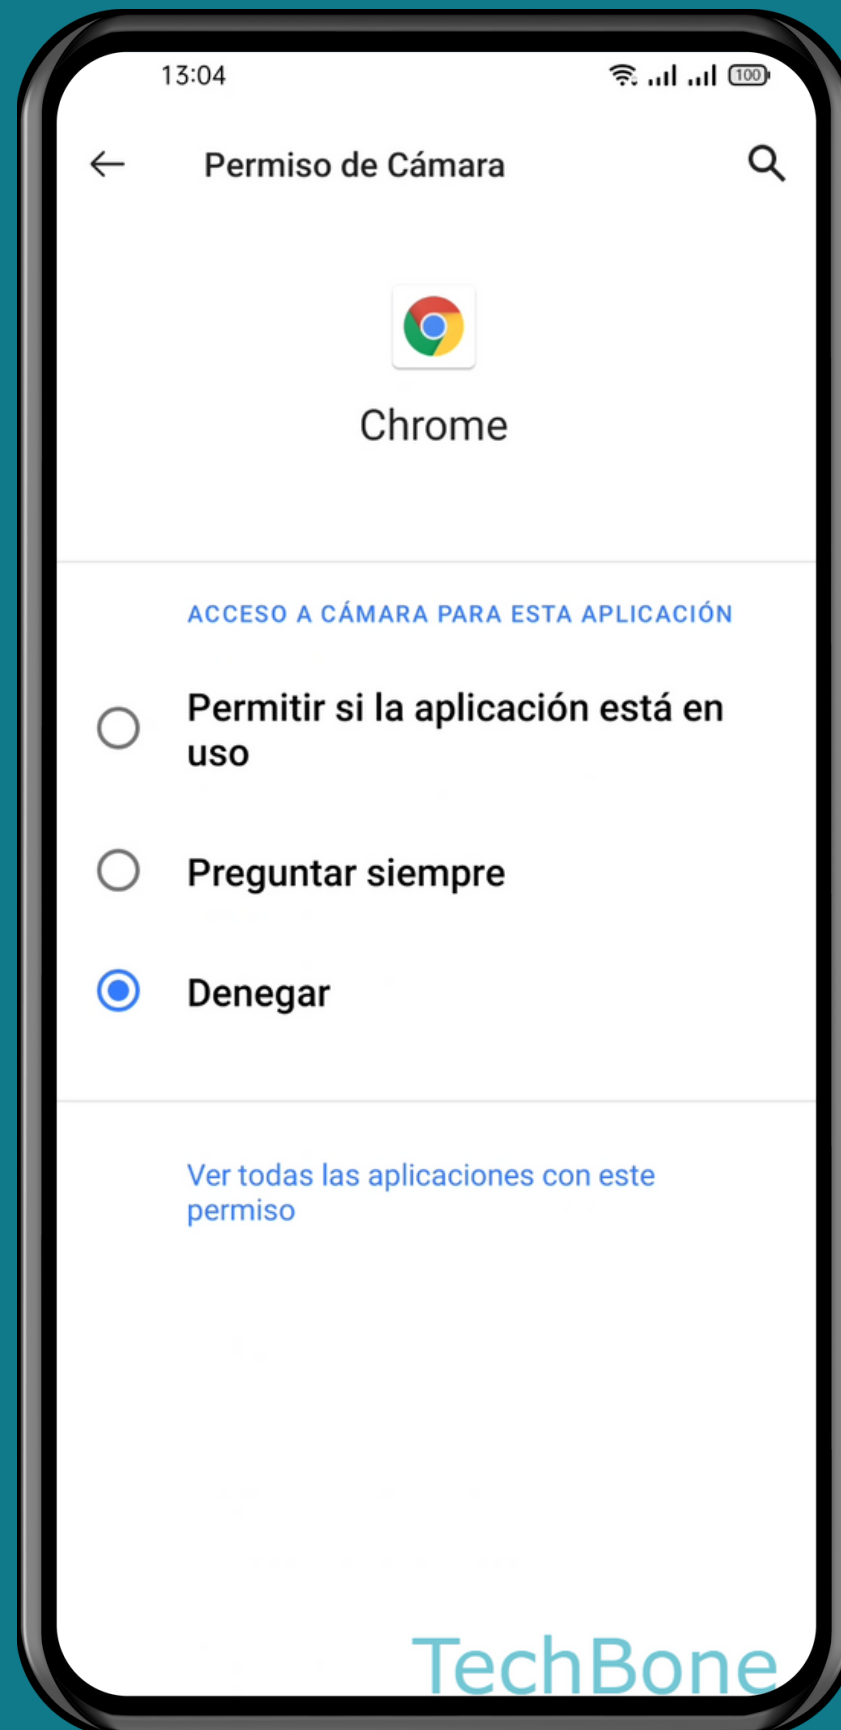 13:04
100
Permiso de Cámara
Chrome
ACCESO A CÁMARA PARA ESTA APLICACIÓN
Permitir si la aplicación está en
uso
Preguntar siempre
Denegar
Ver todas las aplicaciones con este
permiso
TechBone